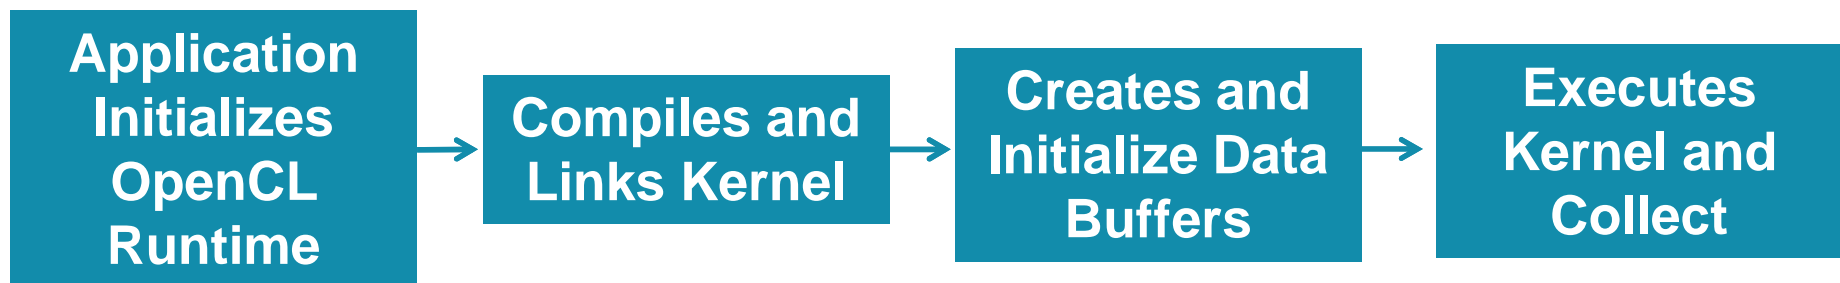 Application
Initializes
OpenCL
Runtime
Compiles and
Links Kernel
Creates and
Initialize Data
Buffers
Executes
Kernel and
Collect